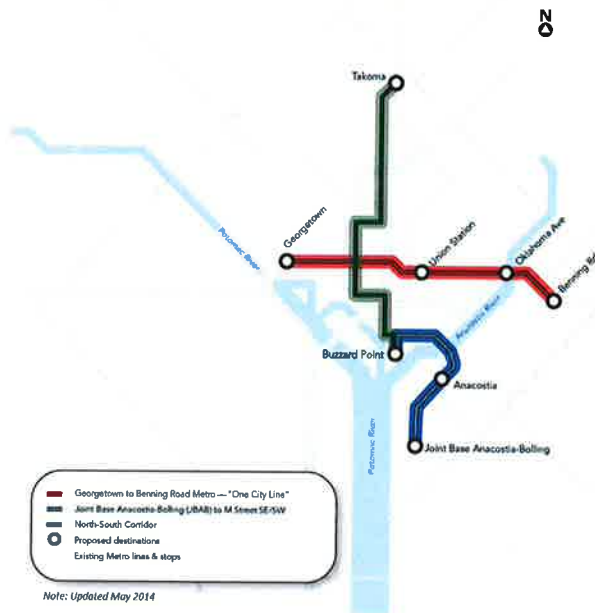 N
Takoma
Georgetown
Union Station
Oklahoma Ave
Potomac River
Anacostia River
Benning
Buzzard Point
Anacostia
Potomac River
Joint Base Anacostia-Bolling
Georgetown to Benning Road Metro — "One City Line"
Joint Base Anacostia-Bolling (JBAB) to M Street SE/SW
North-South Corridor
Proposed destinations
Existing Metro lines & stops
Note: Updated May 2014